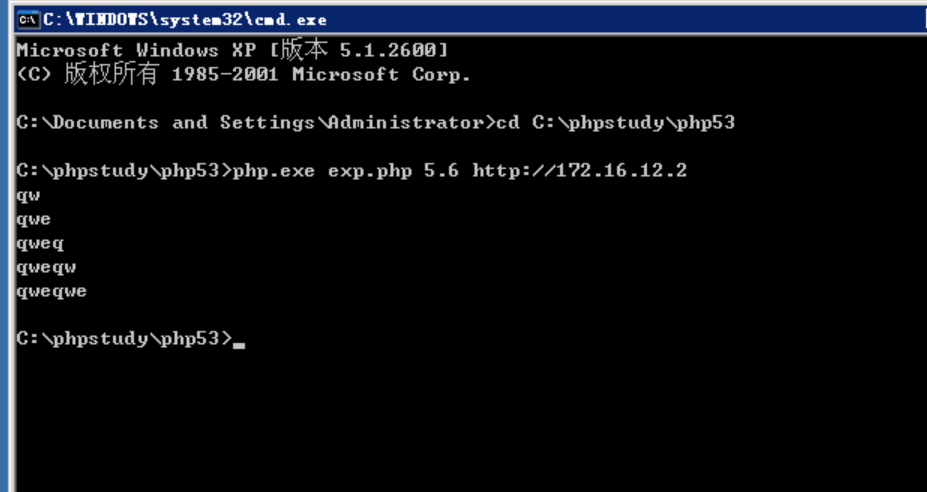 C:\WINDOWS\system32\cmd.exe
Microsoft Windows XP [版本 5.1.2600]
(C) 版权所有 1985-2001 Microsoft Corp.
C:\Documents and Settings\Administrator>cd C:\phpstudy\php53
C:\phpstudy\php53>php.exe exp.php 5.6 http://172.16.12.2
qw
qwe
qweq
qweqw
qweqwe
C:\phpstudy\php53>